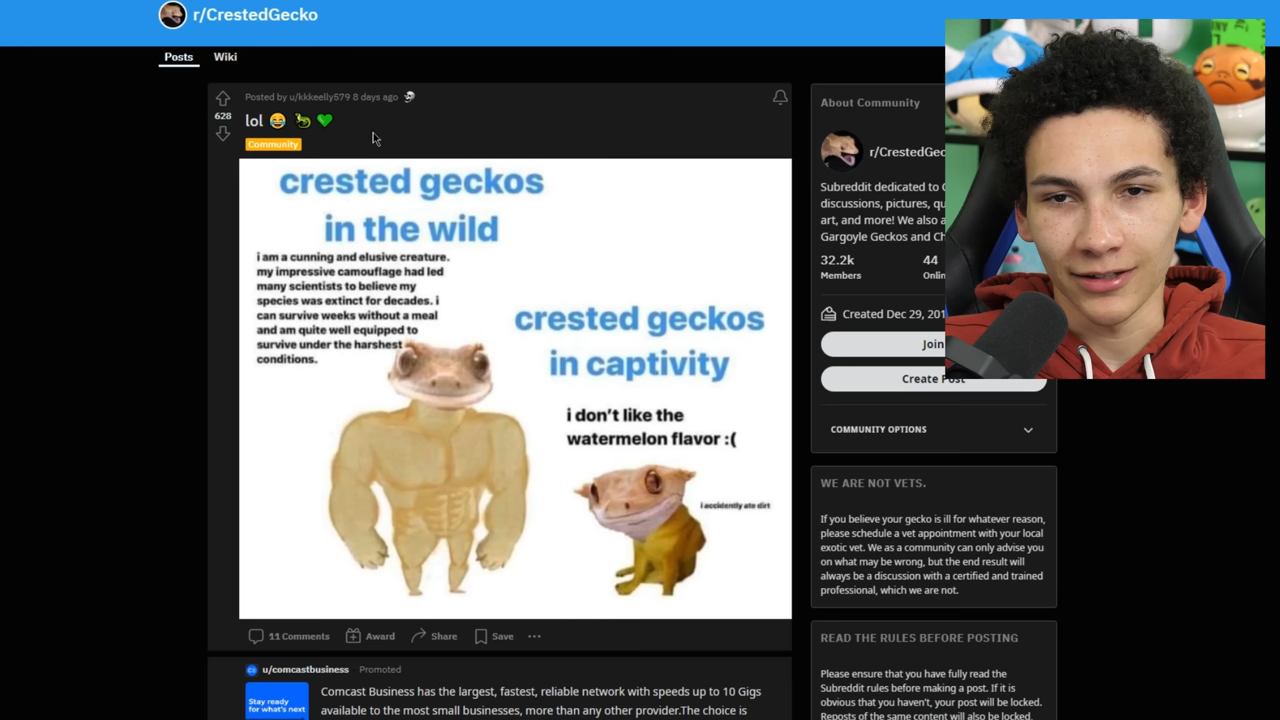 r/CrestedGecko
Posts Wiki
Posted by u/kkkeelly579 8 days ago
628
lol 😂 🦎 💚
Community
crested geckos
in the wild
i am a cunning and elusive creature.
my impressive camouflage had led
many scientists to believe my
species was extinct for decades. i
can survive weeks without a meal
and am quite well equipped to
survive under the harshest
conditions.
crested geckos
in captivity
i don't like the
watermelon flavor :(
i accidently ate dirt
11 Comments Award Share Save
u/comcastbusiness Promoted
Stay ready
for what's next
Comcast Business has the largest, fastest, reliable network with speeds up to 10 Gigs
available to the most small businesses, more than any other provider.The choice is
About Community
r/CrestedGec
Subreddit dedicated to
discussions, pictures,
art, and more! We also
Gargoyle Geckos and
32.2k 44
Members Onlin
Created Dec 29, 201
Join
Create Post
COMMUNITY OPTIONS
WE ARE NOT VETS.
If you believe your gecko is ill for whatever reason,
please schedule a vet appointment with your local
exotic vet. We as a community can only advise you
on what may be wrong, but the end result will
always be a discussion with a certified and trained
professional, which we are not.
READ THE RULES BEFORE POSTING
Please ensure that you have fully read the
Subreddit rules before making a post. If it is
obvious that you haven't, your post will be locked.
Reposts of the same content will also be locked.